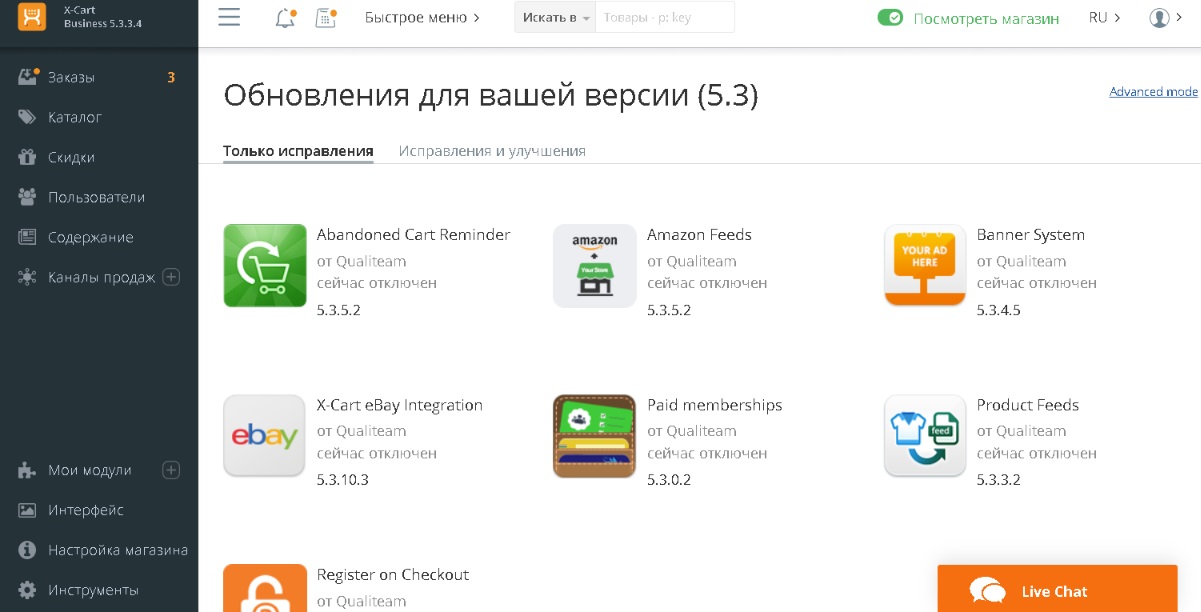 X-Cart
Business 5.3.3.4
Быстрое меню
Искать в
Товары - p: key
Посмотреть магазин
RU
Заказы
3
Каталог
Скидки
Пользователи
Содержание
Каналы продаж
Мои модули
Интерфейс
Настройка магазина
Инструменты
Обновления для вашей версии (5.3)
Advanced mode
Только исправления
Исправления и улучшения
Abandoned Cart Reminder
от Qualiteam
сейчас отключен
5.3.5.2
amazon
Your Store
Amazon Feeds
от Qualiteam
сейчас отключен
5.3.5.2
YOUR AD
HERE
Banner System
от Qualiteam
сейчас отключен
5.3.4.5
ebay
X-Cart eBay Integration
от Qualiteam
сейчас отключен
5.3.10.3
Paid memberships
от Qualiteam
сейчас отключен
5.3.0.2
feed
Product Feeds
от Qualiteam
сейчас отключен
5.3.3.2
Register on Checkout
от Qualiteam
Live Chat